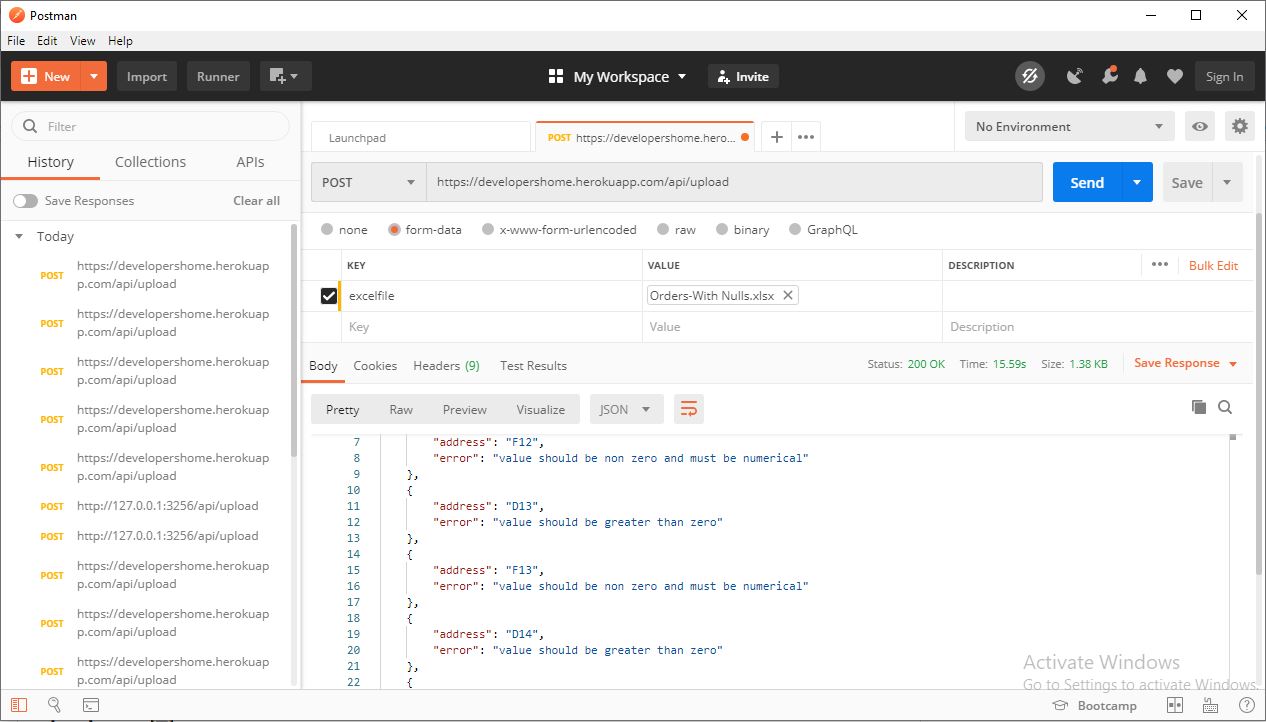 Postman
File Edit View Help
New Import Runner My Workspace Invite Sign In
Filter
History Collections APIs
Save Responses Clear all
Today
POST https://developershome.herokuap
p.com/api/upload
POST https://developershome.herokuap
p.com/api/upload
POST https://developershome.herokuap
p.com/api/upload
POST https://developershome.herokuap
p.com/api/upload
POST https://developershome.herokuap
p.com/api/upload
POST http://127.0.0.1:3256/api/upload
POST http://127.0.0.1:3256/api/upload
POST https://developershome.herokuap
p.com/api/upload
POST https://developershome.herokuap
p.com/api/upload
POST https://developershome.herokuap
p.com/api/upload
Launchpad POST https://developershome.hero...
No Environment
POST https://developershome.herokuapp.com/api/upload Send Save
none form-data x-www-form-urlencoded raw binary GraphQL
KEY VALUE DESCRIPTION ••• Bulk Edit
excelfile Orders-With Nulls.xlsx
Key Value Description
Body Cookies Headers (9) Test Results Status: 200 OK Time: 15.59s Size: 1.38 KB Save Response
Pretty Raw Preview Visualize JSON
7 "address": "F12",
8 "error": "value should be non zero and must be numerical"
9 },
10 {
11 "address": "D13",
12 "error": "value should be greater than zero"
13 },
14 {
15 "address": "F13",
16 "error": "value should be non zero and must be numerical"
17 },
18 {
19 "address": "D14",
20 "error": "value should be greater than zero"
21 },
22 {
Activate Windows
Go to Settings to activate Windows.
Bootcamp